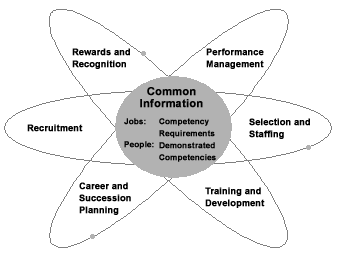 Rewards and
Recognition
Performance
Management
Common
Information
Jobs: Competency
Requirements
People: Demonstrated
Competencies
Recruitment
Selection and
Staffing
Career and
Succession
Planning
Training and
Development